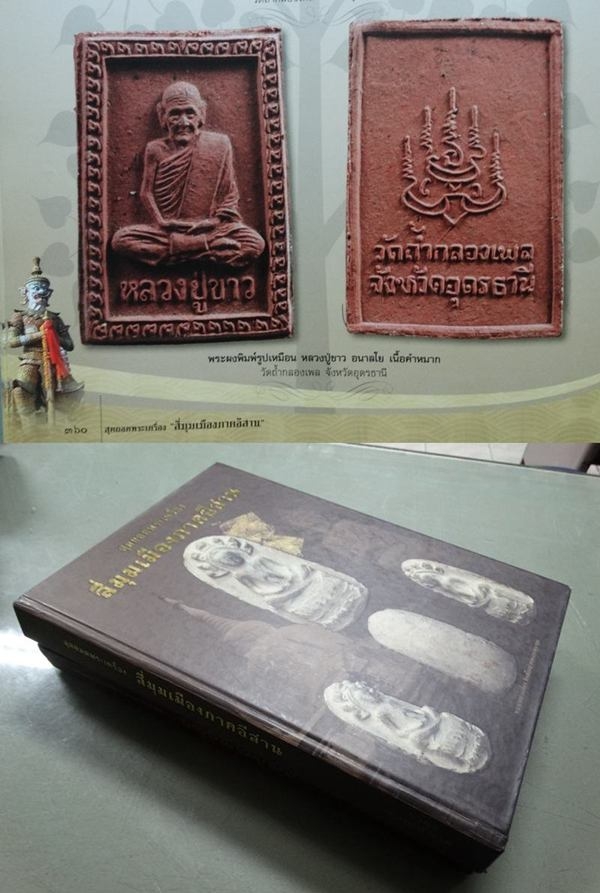 หลวงปู่ขาว
วัดถ้ำกลองเพล
จังหวัดอุดรธานี
พระผงพิมพ์รูปเหมือน หลวงปู่ขาว อนาลโย เนื้อคำหมาก
วัดถ้ำกลองเพล จังหวัดอุดรธานี
๓๖๐ สุดยอดพระเครื่อง "สี่มุมเมืองภาคอีสาน"
สุดยอดพระเครื่อง
สี่มุมเมืองภาคอีสาน
สุดยอดพระเครื่อง สี่มุมเมืองภาคอีสาน